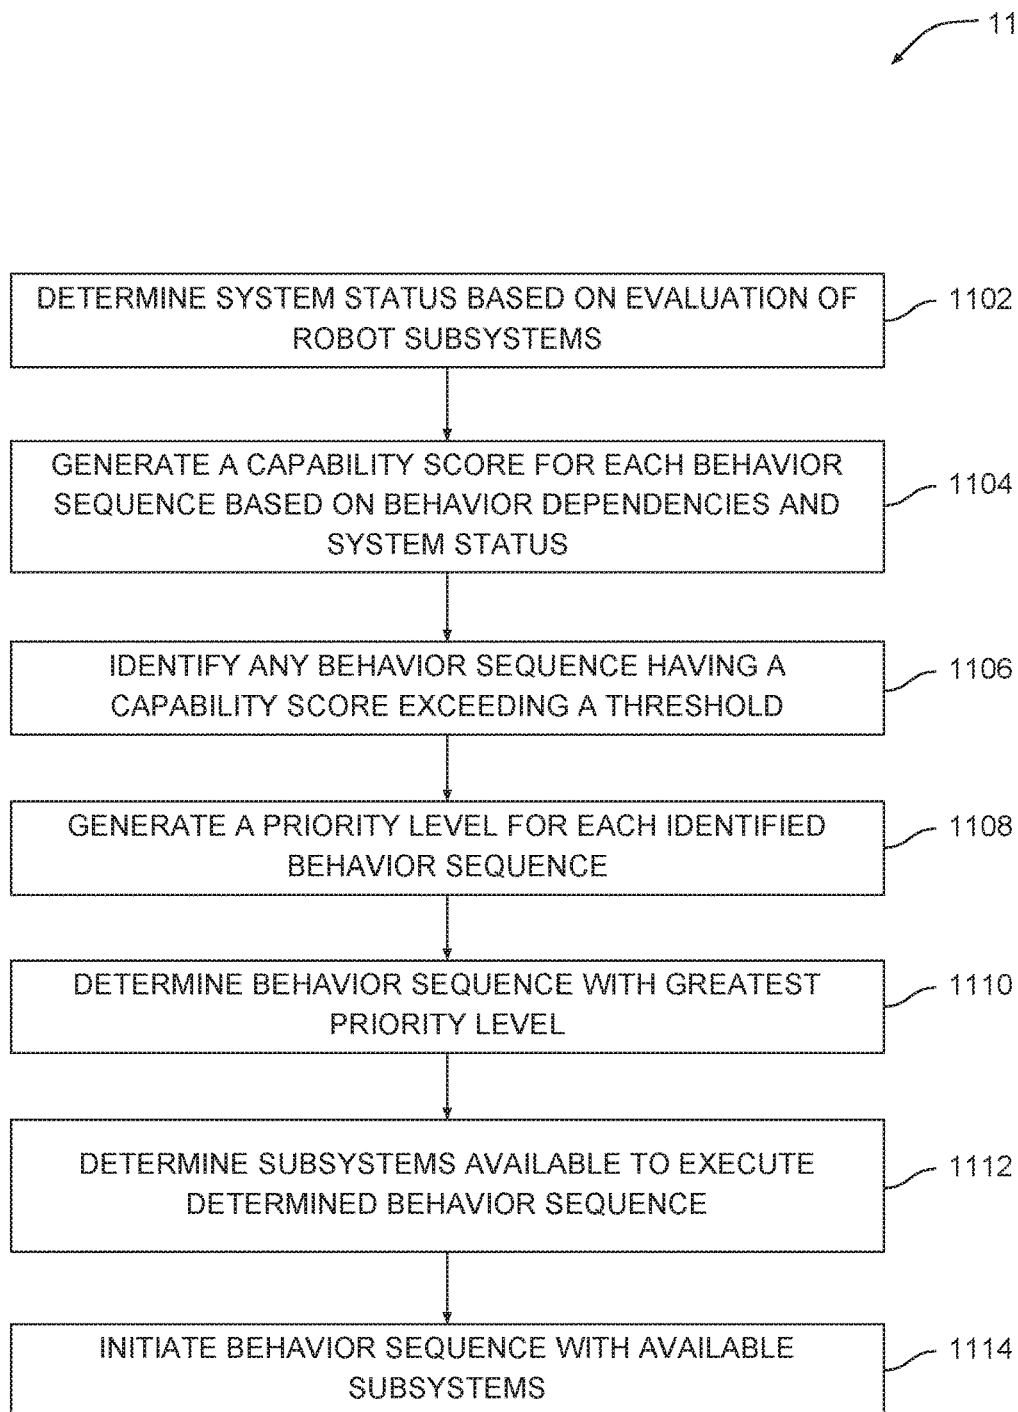 11
DETERMINE SYSTEM STATUS BASED ON EVALUATION OF
ROBOT SUBSYSTEMS
1102
GENERATE A CAPABILITY SCORE FOR EACH BEHAVIOR
SEQUENCE BASED ON BEHAVIOR DEPENDENCIES AND
SYSTEM STATUS
1104
IDENTIFY ANY BEHAVIOR SEQUENCE HAVING A
CAPABILITY SCORE EXCEEDING A THRESHOLD
1106
GENERATE A PRIORITY LEVEL FOR EACH IDENTIFIED
BEHAVIOR SEQUENCE
1108
DETERMINE BEHAVIOR SEQUENCE WITH GREATEST
PRIORITY LEVEL
1110
DETERMINE SUBSYSTEMS AVAILABLE TO EXECUTE
DETERMINED BEHAVIOR SEQUENCE
1112
INITIATE BEHAVIOR SEQUENCE WITH AVAILABLE
SUBSYSTEMS
1114